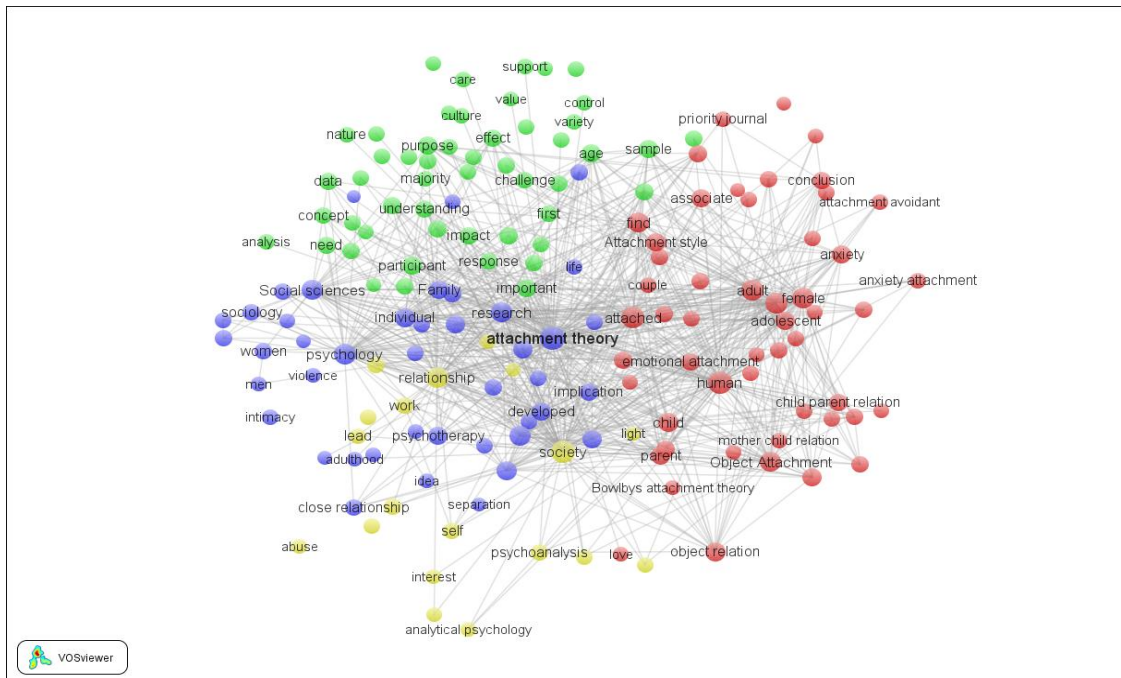 support
care
value
control
culture
variety
priority journal
nature
effect
purpose
age
sample
challenge
majority
data
conclusion
associate
attachment avoidant
understanding
concept
first
find
impact
analysis
need
Attachment style
anxiety
response
participant
life
anxiety attachment
couple
Social sciences
Family
important
adult
female
sociology
individual
research
attached
adolescent
attachment theory
women
psychology
emotional attachment
violence
relationship
men
human
implication
work
child parent relation
intimacy
developed
child
lead
psychotherapy
light
mother child relation
society
parent
adulthood
Object Attachment
idea
Bowlbys attachment theory
close relationship
separation
self
abuse
psychoanalysis
love
object relation
interest
analytical psychology
VOSviewer